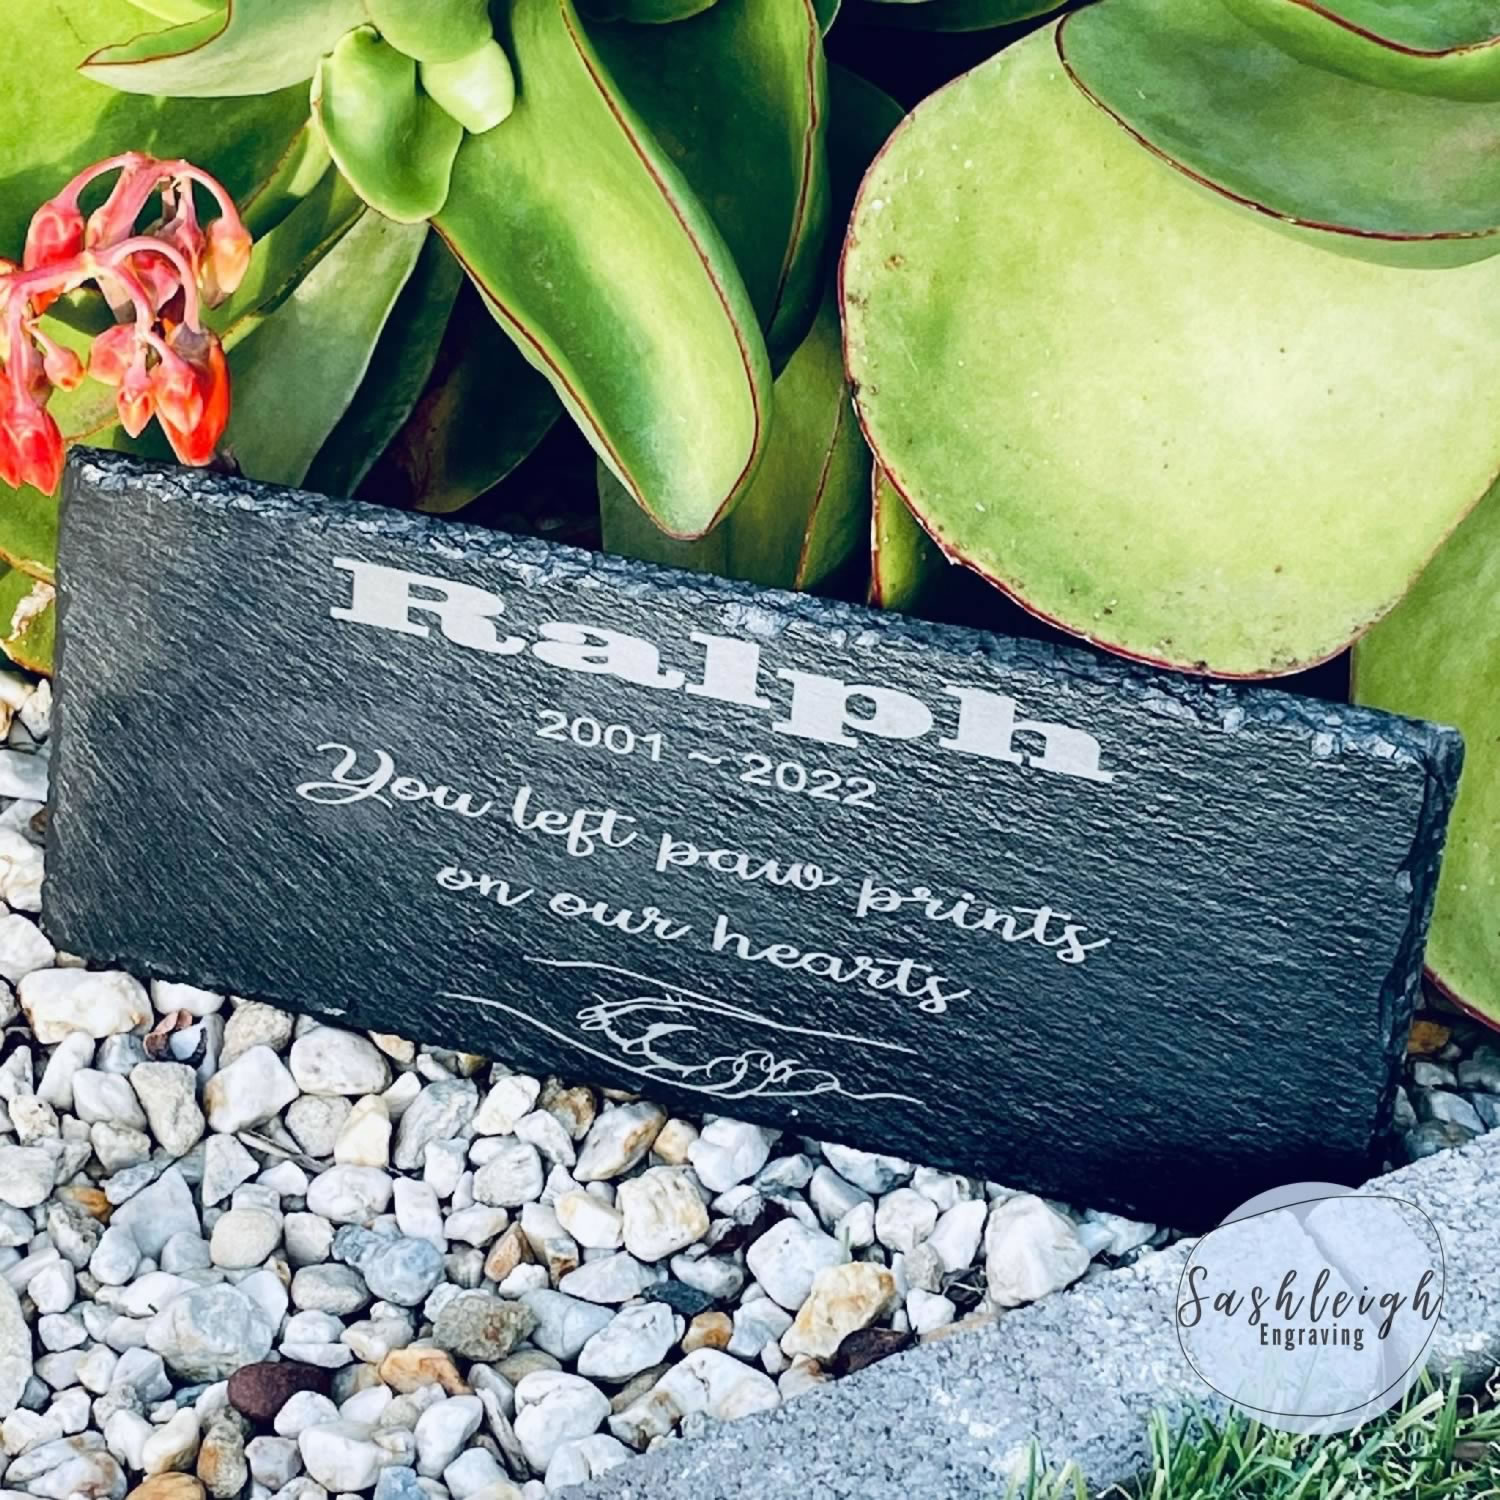 Ralph
2001 ~ 2022
You left paw prints
on our hearts
Sashleigh
Engraving